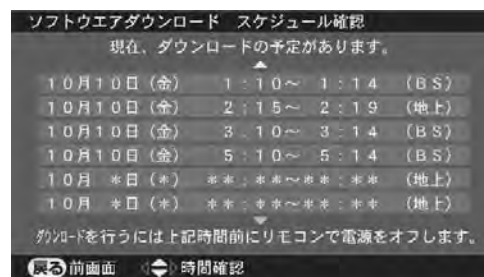 ソフトウエアダウンロード スケジュール確認
現在、ダウンロードの予定があります。
10月10日(金) 1:10~ 1:14 (BS)
10月10日(金) 2:15~ 2:19 (地上)
10月10日(金) 3:10~ 3:14 (BS)
10月10日(金) 5:10~ 5:14 (BS)
10月 *日(*) **:**~**:** (地上)
10月 *日(*) **:**~**:** (地上)
ダウンロードを行うには上記時間前にリモコンで電源をオフします。
戻る 前画面 時間確認